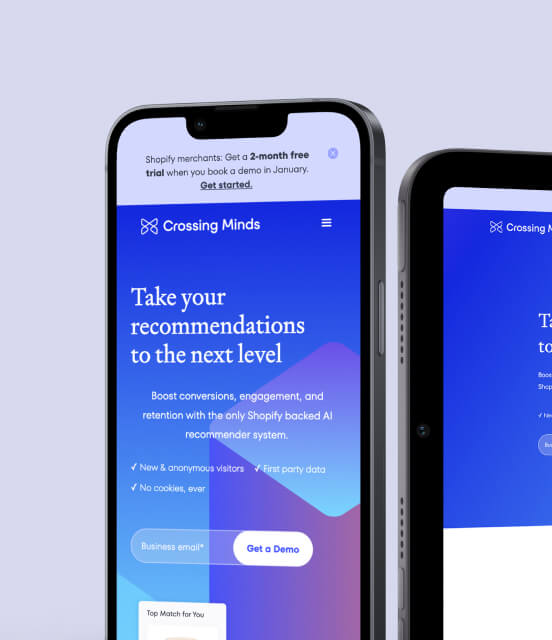 Shopify merchants: Get a 2-month free
trial when you book a demo in January.
Get started.
Crossing Minds
Take your
recommendations
to the next level
Boost conversions, engagement, and
retention with the only Shopify backed AI
recommender system.
✓ New & anonymous visitors ✓ First party data
✓ No cookies, ever
Business email*
Get a Demo
Top Match for You
Crossing M
Ta
to
Boos
Shop
✓ New
Bus